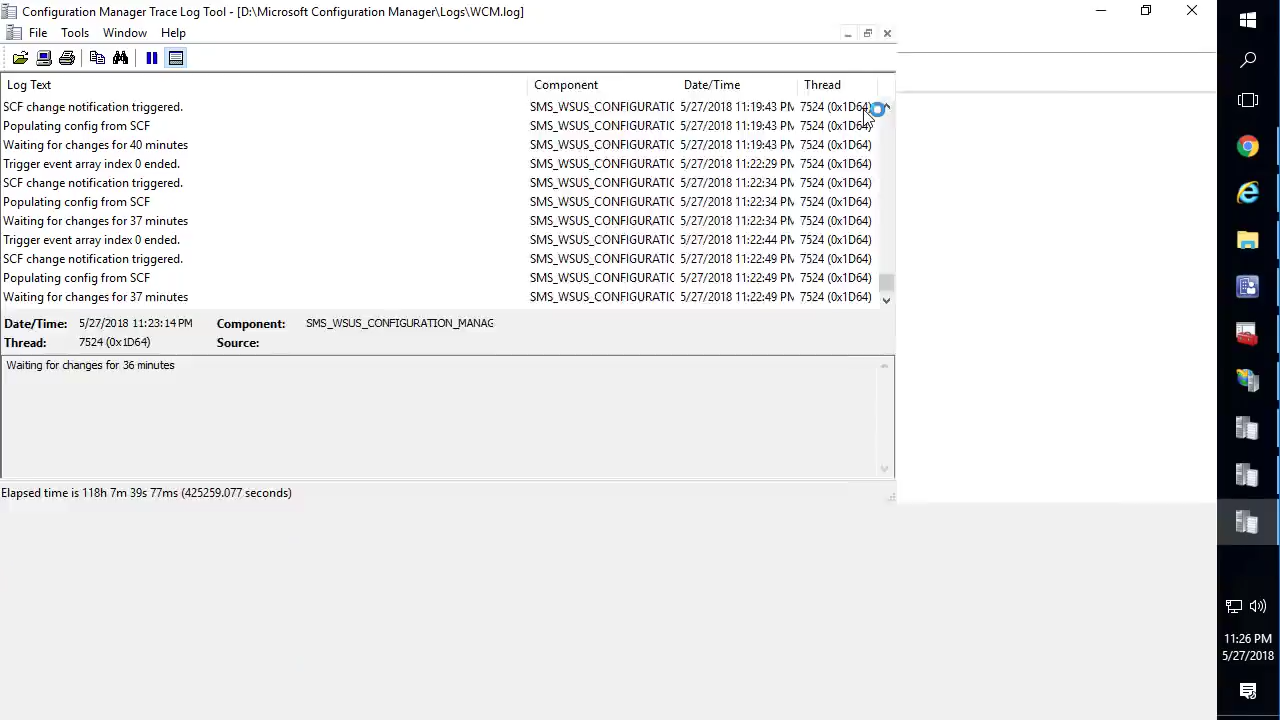 Configuration Manager Trace Log Tool - [D:\Microsoft Configuration Manager\Logs\WCM.log]
File Tools Window Help
Log Text Component Date/Time Thread
SCF change notification triggered. SMS_WSUS_CONFIGURATIC 5/27/2018 11:19:43 PM 7524 (0x1D64)
Populating config from SCF SMS_WSUS_CONFIGURATIC 5/27/2018 11:19:43 PM 7524 (0x1D64)
Waiting for changes for 40 minutes SMS_WSUS_CONFIGURATIC 5/27/2018 11:19:43 PM 7524 (0x1D64)
Trigger event array index 0 ended. SMS_WSUS_CONFIGURATIC 5/27/2018 11:22:29 PM 7524 (0x1D64)
SCF change notification triggered. SMS_WSUS_CONFIGURATIC 5/27/2018 11:22:34 PM 7524 (0x1D64)
Populating config from SCF SMS_WSUS_CONFIGURATIC 5/27/2018 11:22:34 PM 7524 (0x1D64)
Waiting for changes for 37 minutes SMS_WSUS_CONFIGURATIC 5/27/2018 11:22:34 PM 7524 (0x1D64)
Trigger event array index 0 ended. SMS_WSUS_CONFIGURATIC 5/27/2018 11:22:44 PM 7524 (0x1D64)
SCF change notification triggered. SMS_WSUS_CONFIGURATIC 5/27/2018 11:22:49 PM 7524 (0x1D64)
Populating config from SCF SMS_WSUS_CONFIGURATIC 5/27/2018 11:22:49 PM 7524 (0x1D64)
Waiting for changes for 37 minutes SMS_WSUS_CONFIGURATIC 5/27/2018 11:22:49 PM 7524 (0x1D64)
Date/Time: 5/27/2018 11:23:14 PM Component: SMS_WSUS_CONFIGURATION_MANAG
Thread: 7524 (0x1D64) Source:
Waiting for changes for 36 minutes
Elapsed time is 118h 7m 39s 77ms (425259.077 seconds)
11:26 PM
5/27/2018